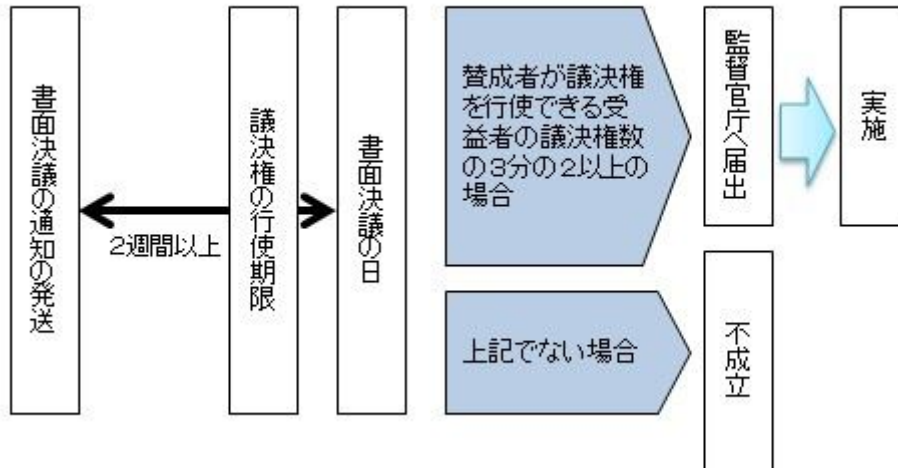 書面決議の通知の発送
2週間以上
議決権の行使期限
書面決議の日
賛成者が議決権
を行使できる受
益者の議決権数
の3分の2以上の
場合
監督官庁へ届出
実施
上記でない場合
不成立